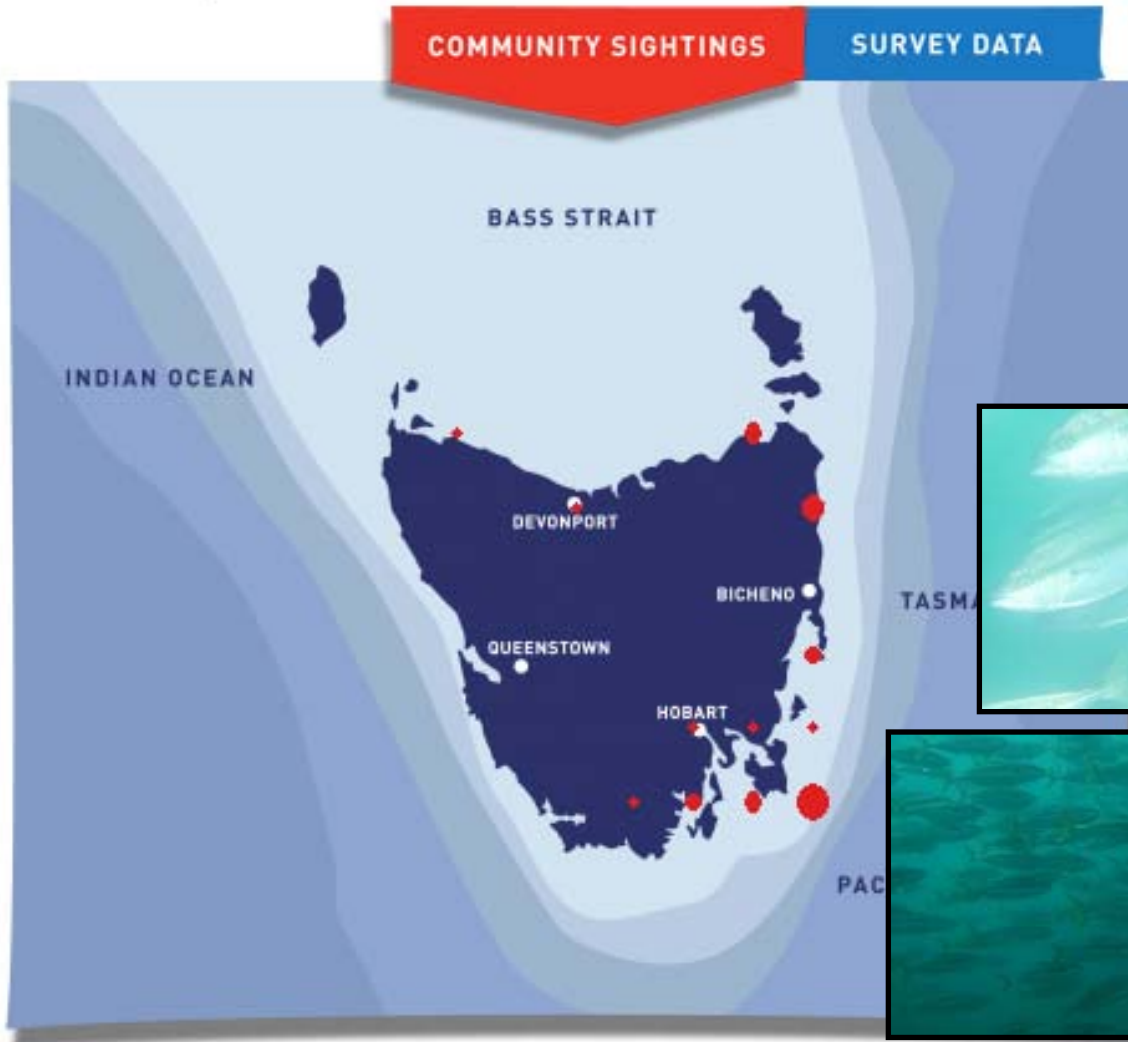 COMMUNITY SIGHTINGS
SURVEY DATA
BASS STRAIT
INDIAN OCEAN
DEVONPORT
BICHENO
QUEENSTOWN
HOBART